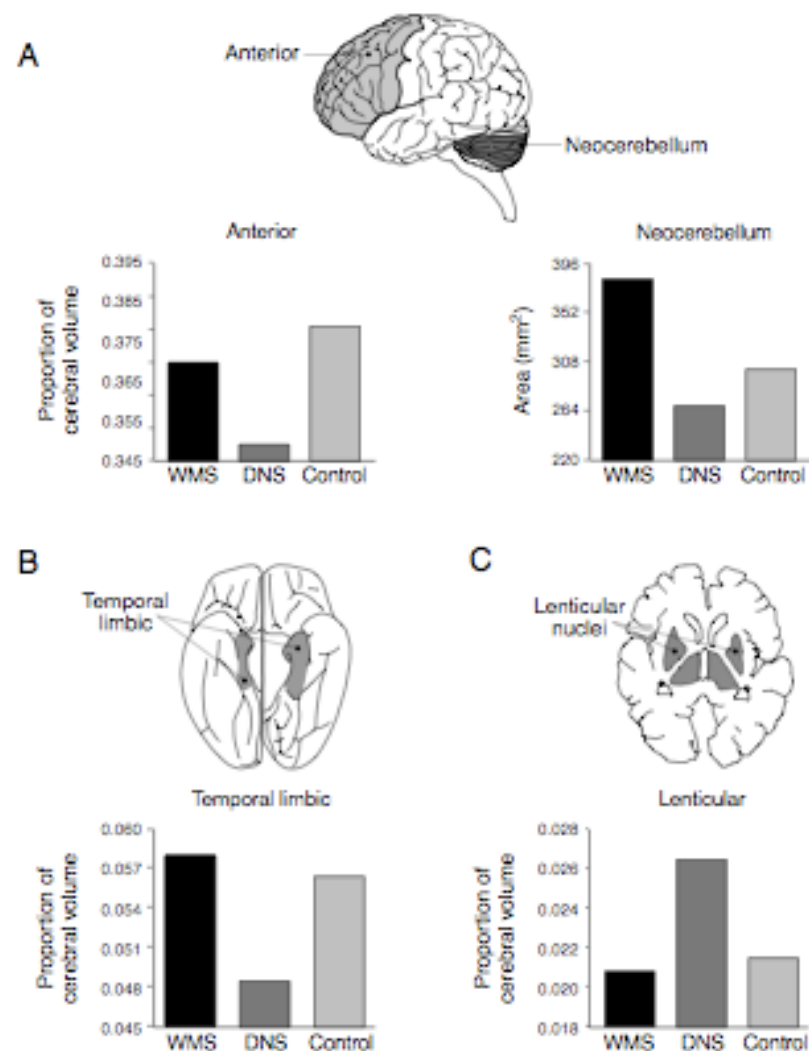 A
Anterior
Neocerebellum
Anterior
Proportion of
cerebral volume
0.395
0.385
0.375
0.365
0.355
0.345
WMS DNS Control
Neocerebellum
Area (mm²)
396
352
308
264
220
WMS DNS Control
B
Temporal
limbic
Temporal limbic
Proportion of
cerebral volume
0.060
0.057
0.054
0.051
0.048
0.045
WMS DNS Control
C
Lenticular
nuclei
Lenticular
Proportion of
cerebral volume
0.028
0.026
0.024
0.022
0.020
0.018
WMS DNS Control